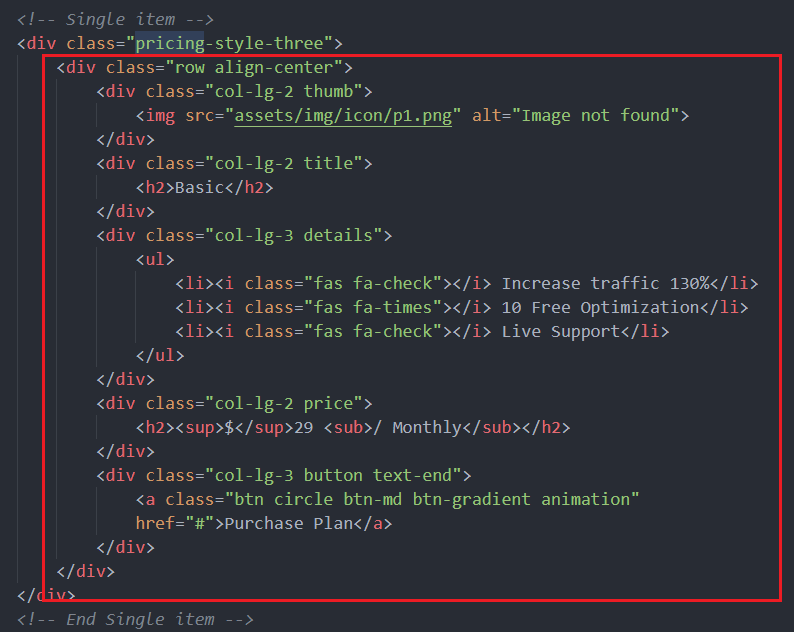 <!-- Single item -->
<div class="pricing-style-three">
<div class="row align-center">
<div class="col-lg-2 thumb">
<img src="assets/img/icon/p1.png" alt="Image not found">
</div>
<div class="col-lg-2 title">
<h2>Basic</h2>
</div>
<div class="col-lg-3 details">
<ul>
<li><i class="fas fa-check"></i> Increase traffic 130%</li>
<li><i class="fas fa-times"></i> 10 Free Optimization</li>
<li><i class="fas fa-check"></i> Live Support</li>
</ul>
</div>
<div class="col-lg-2 price">
<h2><sup>$</sup>29 <sub>/ Monthly</sub></h2>
</div>
<div class="col-lg-3 button text-end">
<a class="btn circle btn-md btn-gradient animation"
href="#">Purchase Plan</a>
</div>
</div>
</div>
<!-- End Single item -->